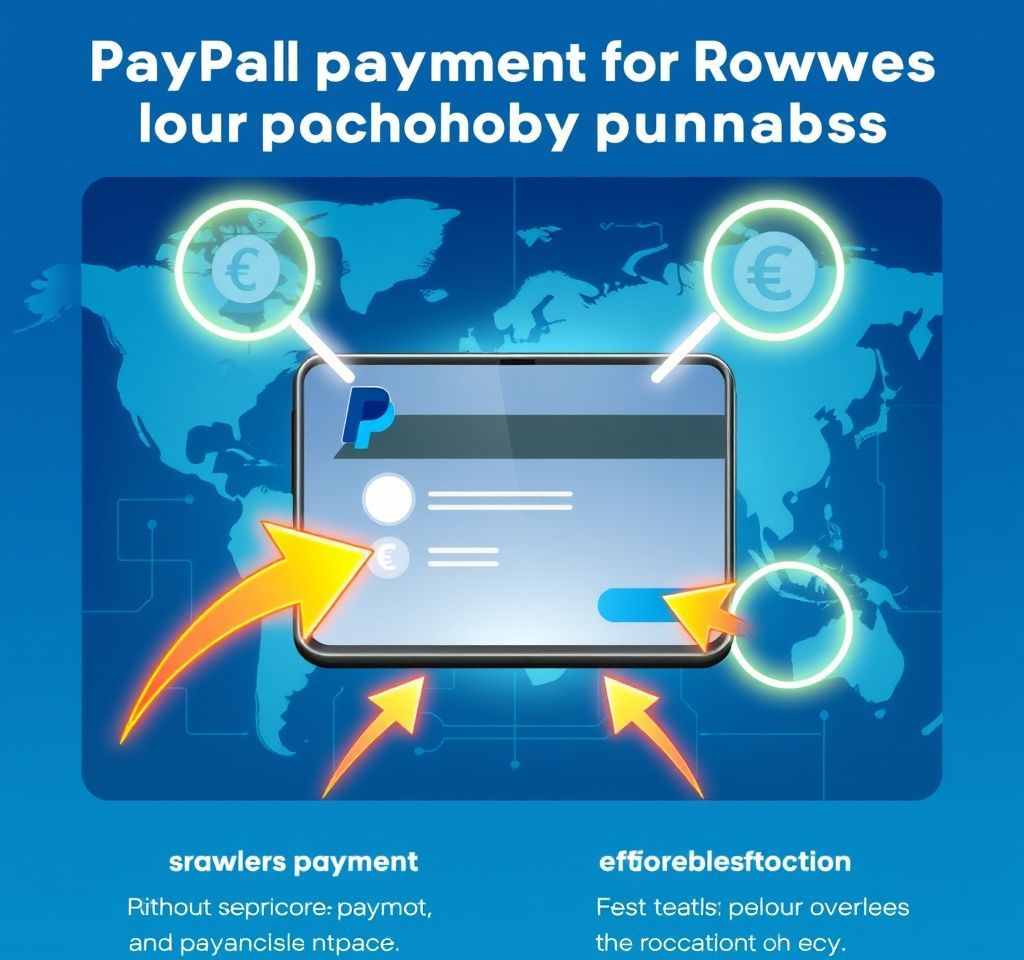 PayPall payment for Rowwes
lour pachohoby punnabss
€
€
€
srawlers payment
effioreblesftoction
Rithout sepricore: paymot,
and payancisle ntpace.
Fest teatls: pelour overlees
the roccationt oh ecy.